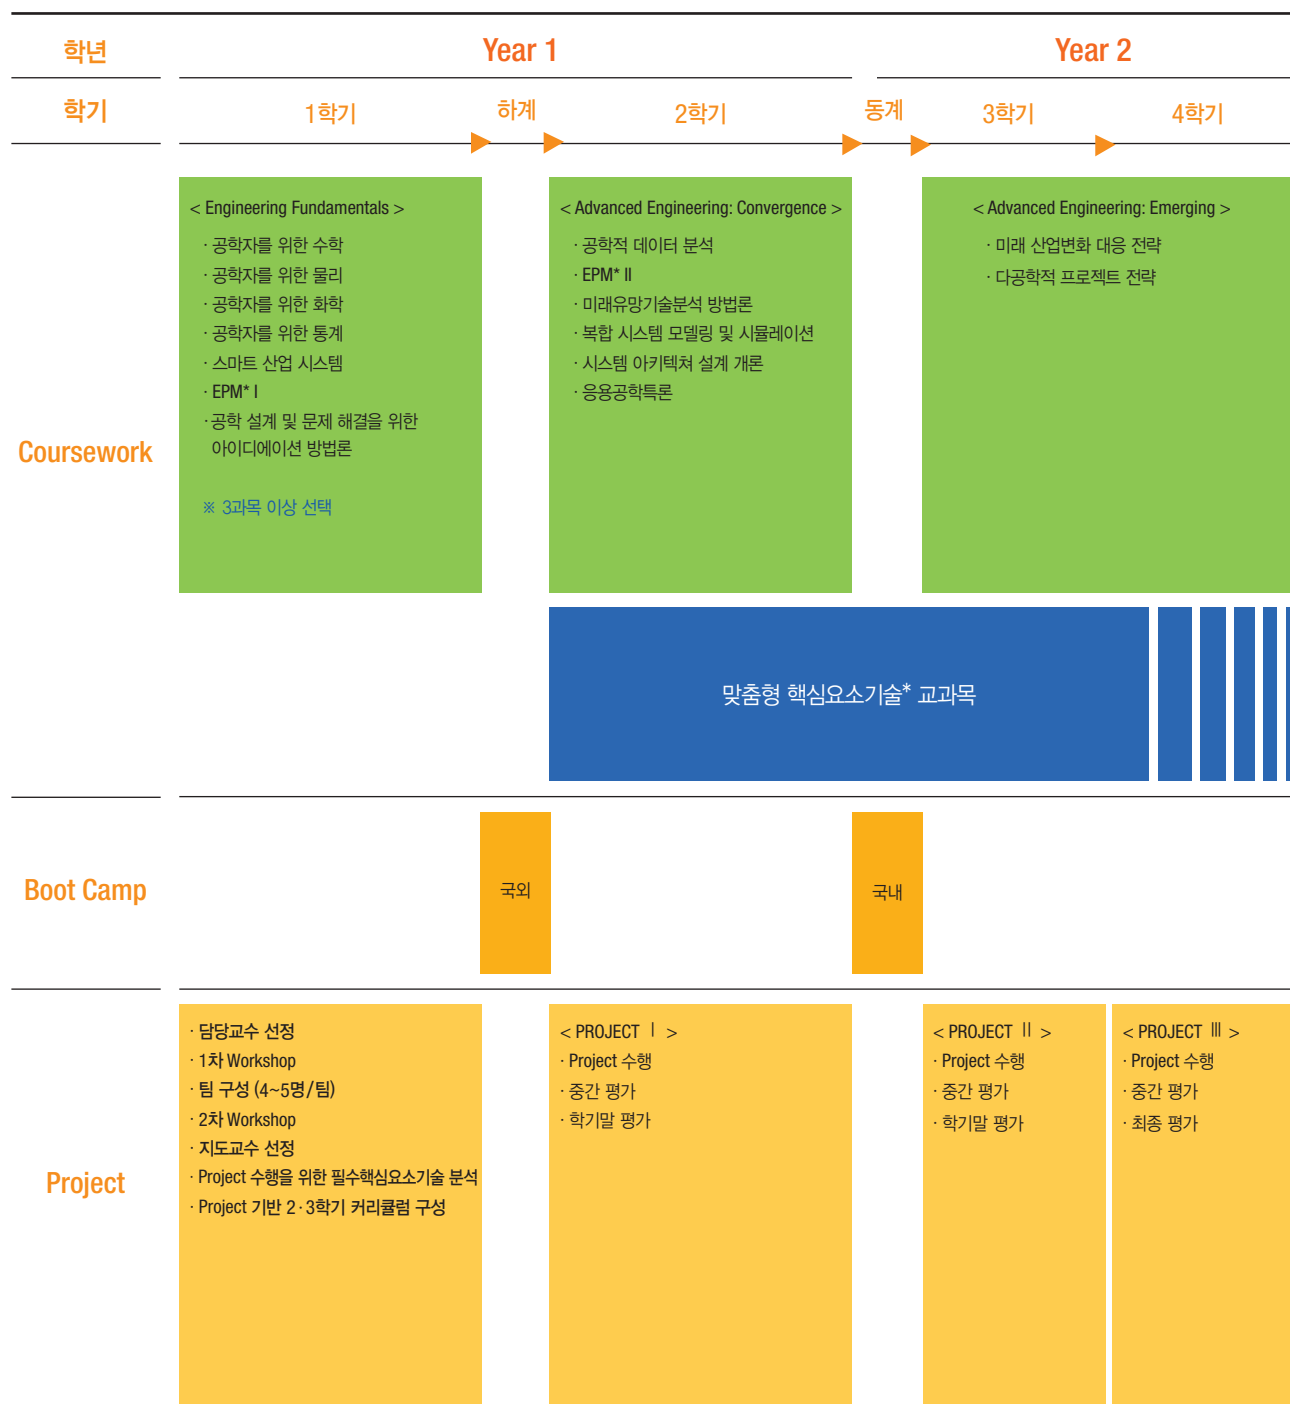 학년
Year 1
Year 2
학기
1학기
하계
2학기
동계
3학기
4학기
Coursework
< Engineering Fundamentals >
· 공학자를 위한 수학
· 공학자를 위한 물리
· 공학자를 위한 화학
· 공학자를 위한 통계
· 스마트 산업 시스템
· EPM* I
· 공학 설계 및 문제 해결을 위한
아이디에이션 방법론
※ 3과목 이상 선택
< Advanced Engineering: Convergence >
· 공학적 데이터 분석
· EPM* II
· 미래유망기술분석 방법론
· 복합 시스템 모델링 및 시뮬레이션
· 시스템 아키텍쳐 설계 개론
· 응용공학특론
< Advanced Engineering: Emerging >
· 미래 산업변화 대응 전략
· 다공학적 프로젝트 전략
맞춤형 핵심요소기술* 교과목
Boot Camp
국외
국내
Project
· 담당교수 선정
· 1차 Workshop
· 팀 구성 (4~5명/팀)
· 2차 Workshop
· 지도교수 선정
· Project 수행을 위한 필수핵심요소기술 분석
· Project 기반 2·3학기 커리큘럼 구성
< PROJECT Ⅰ >
· Project 수행
· 중간 평가
· 학기말 평가
< PROJECT Ⅱ >
· Project 수행
· 중간 평가
· 학기말 평가
< PROJECT Ⅲ >
· Project 수행
· 중간 평가
· 최종 평가